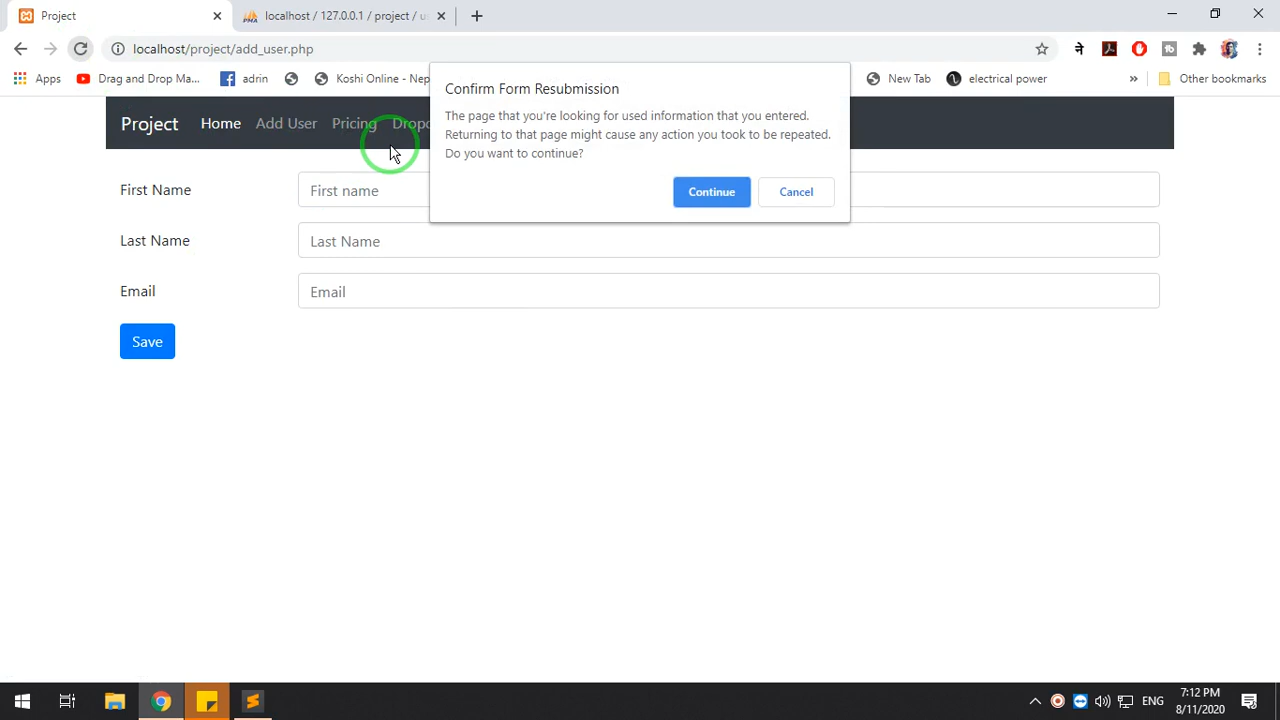 Project
localhost / 127.0.0.1 / project / us
localhost/project/add_user.php
ने
Apps
Drag and Drop Ma...
adrin
Koshi Online - Nep
New Tab
electrical power
»
Other bookmarks
Confirm Form Resubmission
The page that you're looking for used information that you entered.
Returning to that page might cause any action you took to be repeated.
Do you want to continue?
Continue
Cancel
Project
Home
Add User
Pricing
Dropd
First Name
First name
Last Name
Last Name
Email
Email
Save
ENG
7:12 PM
8/11/2020